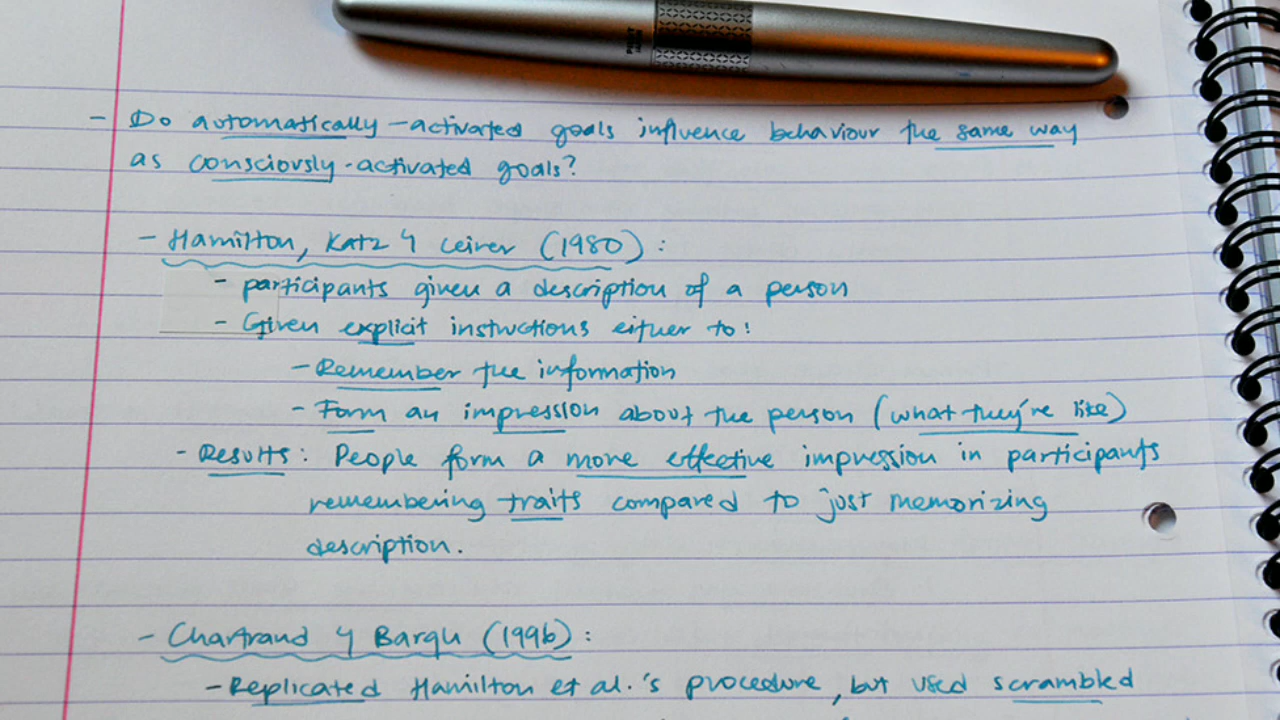 PILOT
- Do automatically-activated goals influence behaviour the same way
as consciously-activated goals?
- Hamilton, Katz & Leirer (1980):
- participants given a description of a person
- Given explicit instructions either to:
- Remember the information
- Form an impression about the person (what they're like)
- Results: People form a more effective impression in participants
remembering traits compared to just memorizing
description.
- Chartrand & Bargh (1996):
- Replicated Hamilton et al.'s procedure, but used scrambled